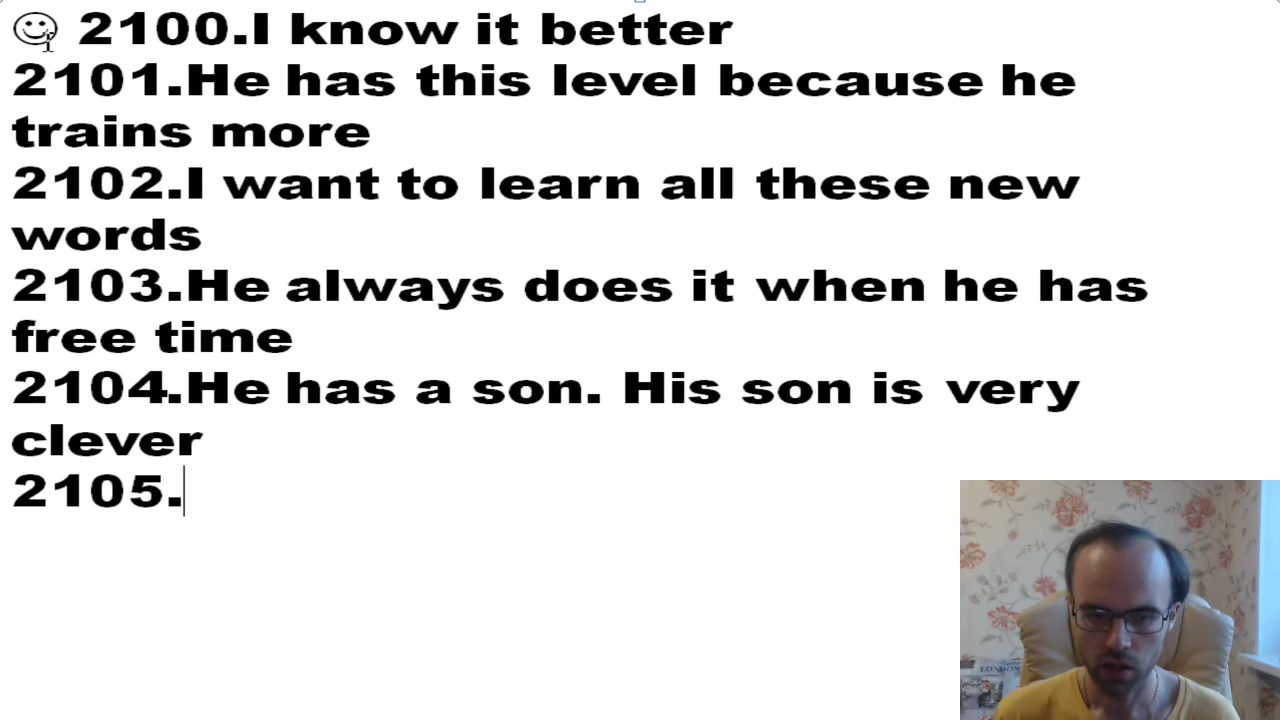 ☺ 2100.I know it better
2101.He has this level because he
trains more
2102.I want to learn all these new
words
2103.He always does it when he has
free time
2104.He has a son. His son is very
clever
2105.
LONDON